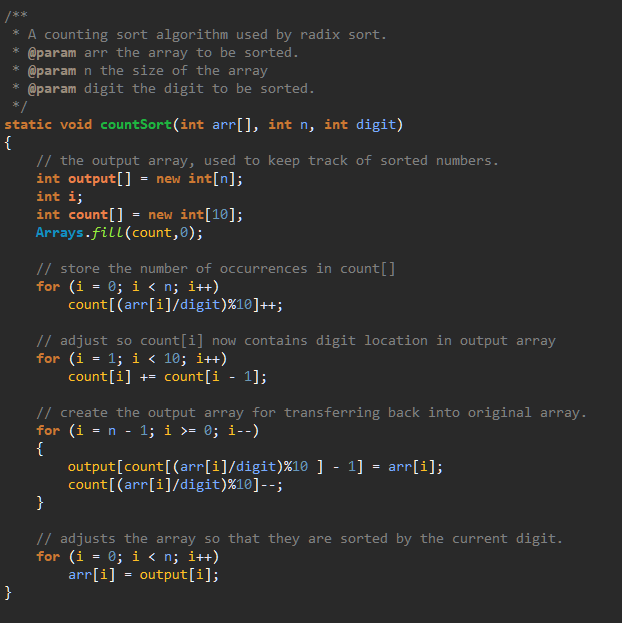 /**
 * A counting sort algorithm used by radix sort.
 * @param arr the array to be sorted.
 * @param n the size of the array
 * @param digit the digit to be sorted.
 */
static void countSort(int arr[], int n, int digit)
{
    // the output array, used to keep track of sorted numbers.
    int output[] = new int[n];
    int i;
    int count[] = new int[10];
    Arrays.fill(count,0);

    // store the number of occurrences in count[]
    for (i = 0; i < n; i++)
        count[(arr[i]/digit)%10]++;

    // adjust so count[i] now contains digit location in output array
    for (i = 1; i < 10; i++)
        count[i] += count[i - 1];

    // create the output array for transferring back into original array.
    for (i = n - 1; i >= 0; i--)
    {
        output[count[(arr[i]/digit)%10 ] - 1] = arr[i];
        count[(arr[i]/digit)%10]--;
    }

    // adjusts the array so that they are sorted by the current digit.
    for (i = 0; i < n; i++)
        arr[i] = output[i];
}